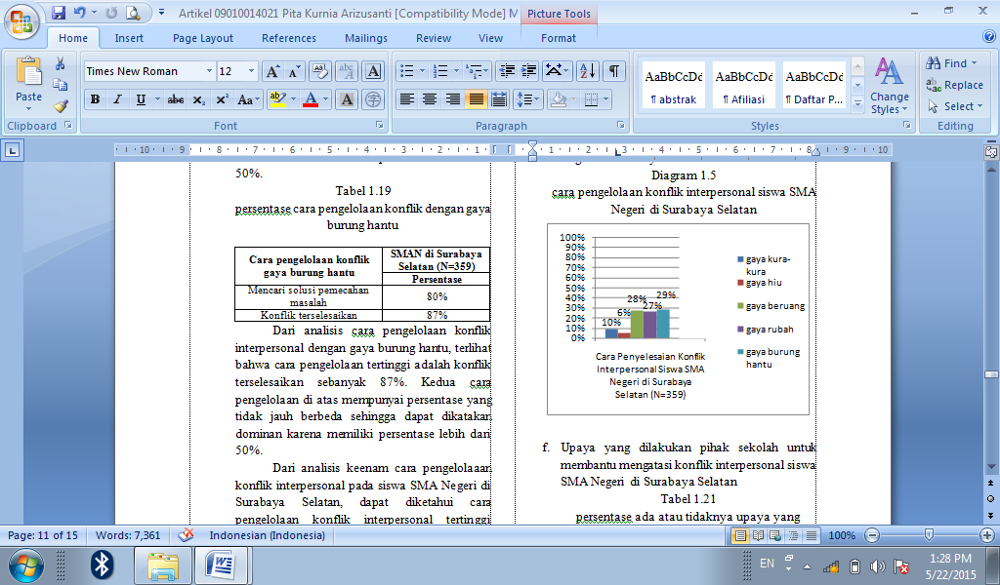 Artikel 09010014021 Pita Kurnia Arizusanti [Compatibility Mode] M
Picture Tools
Home Insert Page Layout References Mailings Review View Format
Paste
Clipboard
Times New Roman 12
Font
Paragraph
AaBbCcDd AaBbCcDd AaBbCcDd
¶ abstrak ¶ Afiliasi ¶ Daftar P...
Change Styles
Styles
Find
Replace
Select
Editing
50%.
Tabel 1.19
persentase cara pengelolaan konflik dengan gaya
burung hantu
Cara pengelolaan konflik
gaya burung hantu
SMAN di Surabaya
Selatan (N=359)
Persentase
Mencari solusi pemecahan
masalah
80%
Konflik terselesaikan 87%
Dari analisis cara pengelolaan konflik
interpersonal dengan gaya burung hantu, terlihat
bahwa cara pengelolaan tertinggi adalah konflik
terselesaikan sebanyak 87%. Kedua cara
pengelolaan di atas mempunyai persentase yang
tidak jauh berbeda sehingga dapat dikatakan
dominan karena memiliki persentase lebih dari
50%.
Dari analisis keenam cara pengelolaaan
konflik interpersonal pada siswa SMA Negeri di
Surabaya Selatan, dapat diketahui cara
pengelolaan konflik interpersonal tertinggi
Diagram 1.5
cara pengelolaan konflik interpersonal siswa SMA
Negeri di Surabaya Selatan
100%
90%
80%
70%
60%
50%
40%
30%
20%
10%
0%
10%
6%
28%
27%
29%
Cara Penyelesaian Konflik
Interpersonal Siswa SMA
Negeri di Surabaya
Selatan (N=359)
gaya kura-
kura
gaya hiu
gaya beruang
gaya rubah
gaya burung
hantu
f. Upaya yang dilakukan pihak sekolah untuk
membantu mengatasi konflik interpersonal siswa
SMA Negeri di Surabaya Selatan
Tabel 1.21
persentase ada atau tidaknya upaya yang
Page: 11 of 15 Words: 7,361 Indonesian (Indonesia) 100%
EN
1:28 PM
5/22/2015